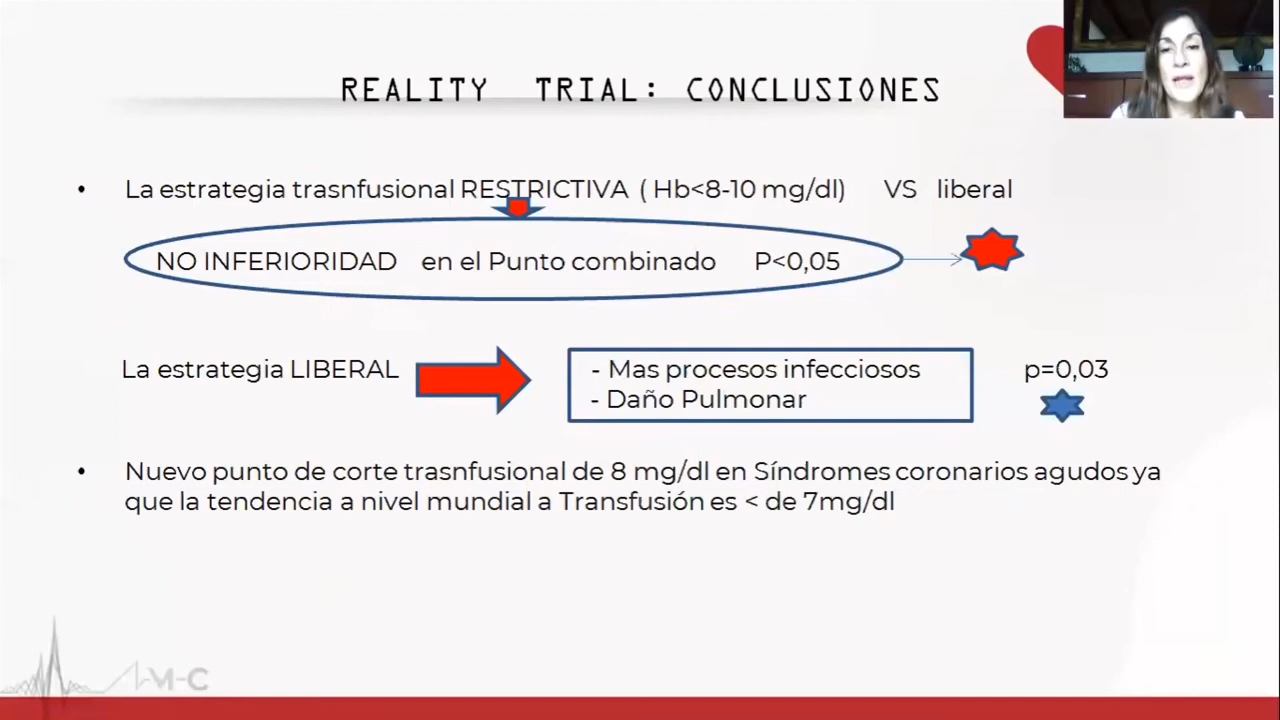 REALITY TRIAL: CONCLUSIONES
• La estrategia trasnfusional RESTRICTIVA ( Hb<8-10 mg/dl) VS liberal
NO INFERIORIDAD en el Punto combinado P<0,05
La estrategia LIBERAL
- Mas procesos infecciosos
- Daño Pulmonar
p=0,03
• Nuevo punto de corte trasnfusional de 8 mg/dl en Síndromes coronarios agudos ya
que la tendencia a nivel mundial a Transfusión es < de 7mg/dl
M-C